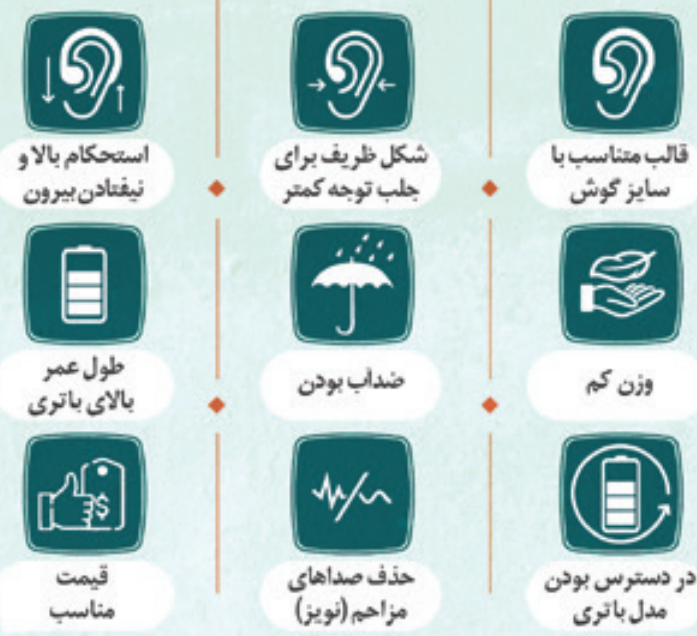 قالب متناسب با
سایز گوش
شکل ظریف برای
جلب توجه کمتر
استحکام بالا و
نیفتادن بیرون
وزن کم
ضدآب بودن
طول عمر
بالای باتری
در دسترس بودن
مدل باتری
حذف صداهای
مزاحم (نویز)
قیمت
مناسب
$